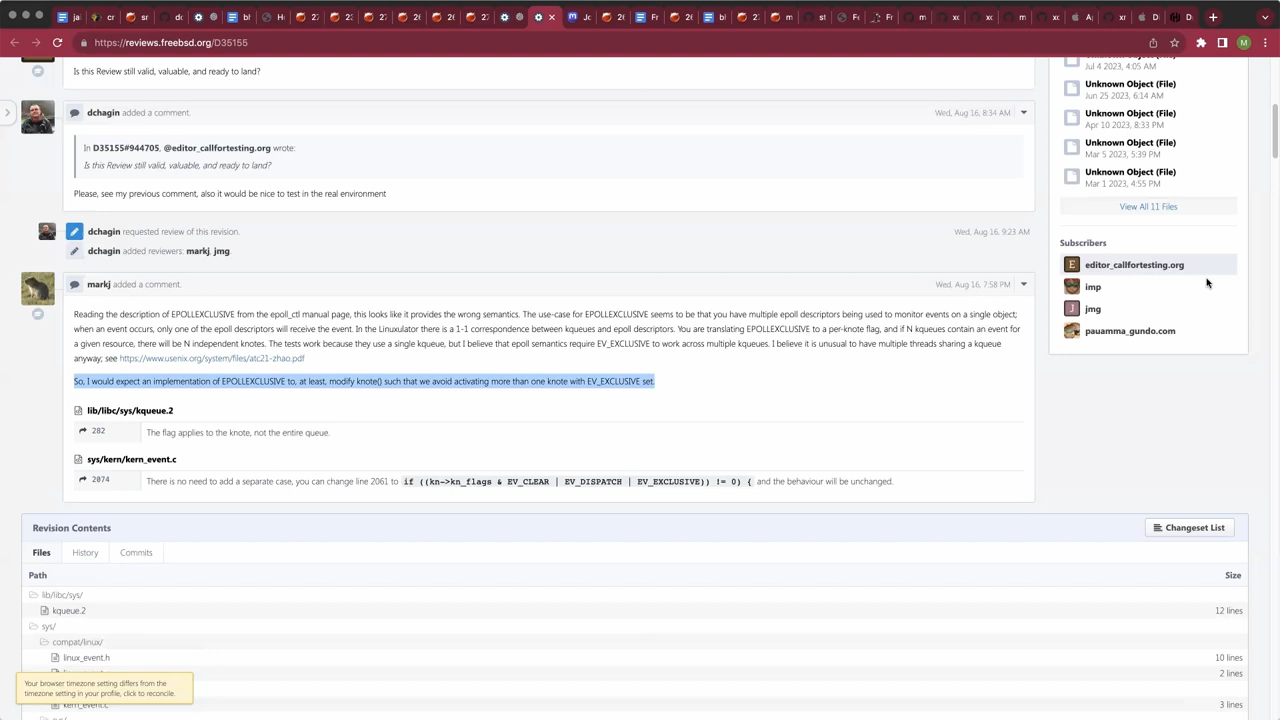 https://reviews.freebsd.org/D35155
Is this Review still valid, valuable, and ready to land?
dchagin added a comment.
Wed, Aug 16, 8:34 AM
In D35155#944705, @editor_callfortesting.org wrote:
Is this Review still valid, valuable, and ready to land?
Please, see my previous comment, also it would be nice to test in the real environment
dchagin requested review of this revision.
Wed, Aug 16, 9:23 AM
dchagin added reviewers: markj, jmg.
markj added a comment.
Wed, Aug 16, 7:58 PM
Reading the description of EPOLLEXCLUSIVE from the epoll_ctl manual page, this looks like it provides the wrong semantics. The use-case for EPOLLEXCLUSIVE seems to be that you have multiple epoll descriptors being used to monitor events on a single object;
when an event occurs, only one of the epoll descriptors will receive the event. In the Linuxulator there is a 1-1 correspondence between kqueues and epoll descriptors. You are translating EPOLLEXCLUSIVE to a per-knote flag, and if N kqueues contain an event for
a given resource, there will be N independent knotes. The tests work because they use a single kqueue, but I believe that epoll semantics require EV_EXCLUSIVE to work across multiple kqueues. I believe it is unusual to have multiple threads sharing a kqueue
anyway; see https://www.usenix.org/system/files/atc21-zhao.pdf
So, I would expect an implementation of EPOLLEXCLUSIVE to, at least, modify knote() such that we avoid activating more than one knote with EV_EXCLUSIVE set.
lib/libc/sys/kqueue.2
282
The flag applies to the knote, not the entire queue.
sys/kern/kern_event.c
2074
There is no need to add a separate case, you can change line 2061 to if ((kn->kn_flags & EV_CLEAR | EV_DISPATCH | EV_EXCLUSIVE)) != 0) { and the behaviour will be unchanged.
Unknown Object (File)
Jul 4 2023, 4:05 AM
Unknown Object (File)
Jun 25 2023, 6:14 AM
Unknown Object (File)
Apr 10 2023, 8:33 PM
Unknown Object (File)
Mar 5 2023, 5:39 PM
Unknown Object (File)
Mar 1 2023, 4:55 PM
View All 11 Files
Subscribers
E editor_callfortesting.org
imp
J jmg
pauamma_gundo.com
Revision Contents
Changeset List
Files
History
Commits
Path
Size
lib/libc/sys/
kqueue.2
12 lines
sys/
compat/linux/
linux_event.h
10 lines
2 lines
kern_event.c
3 lines
Your browser timezone setting differs from the
timezone setting in your profile, click to reconcile.